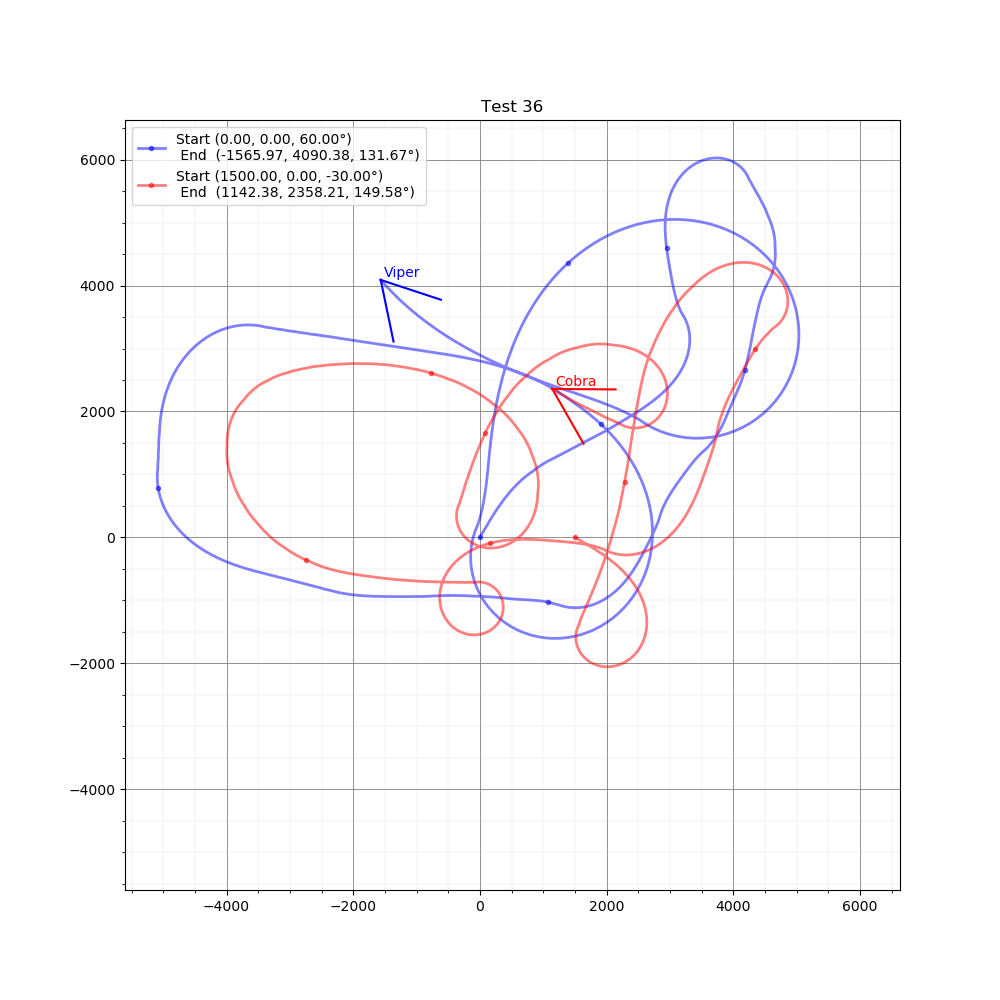 Test 36
Start (0.00, 0.00, 60.00°)
End (-1565.97, 4090.38, 131.67°)
Start (1500.00, 0.00, -30.00°)
End (1142.38, 2358.21, 149.58°)
6000
4000
2000
0
−2000
−4000
Viper
Cobra
−4000 −2000 0 2000 4000 6000